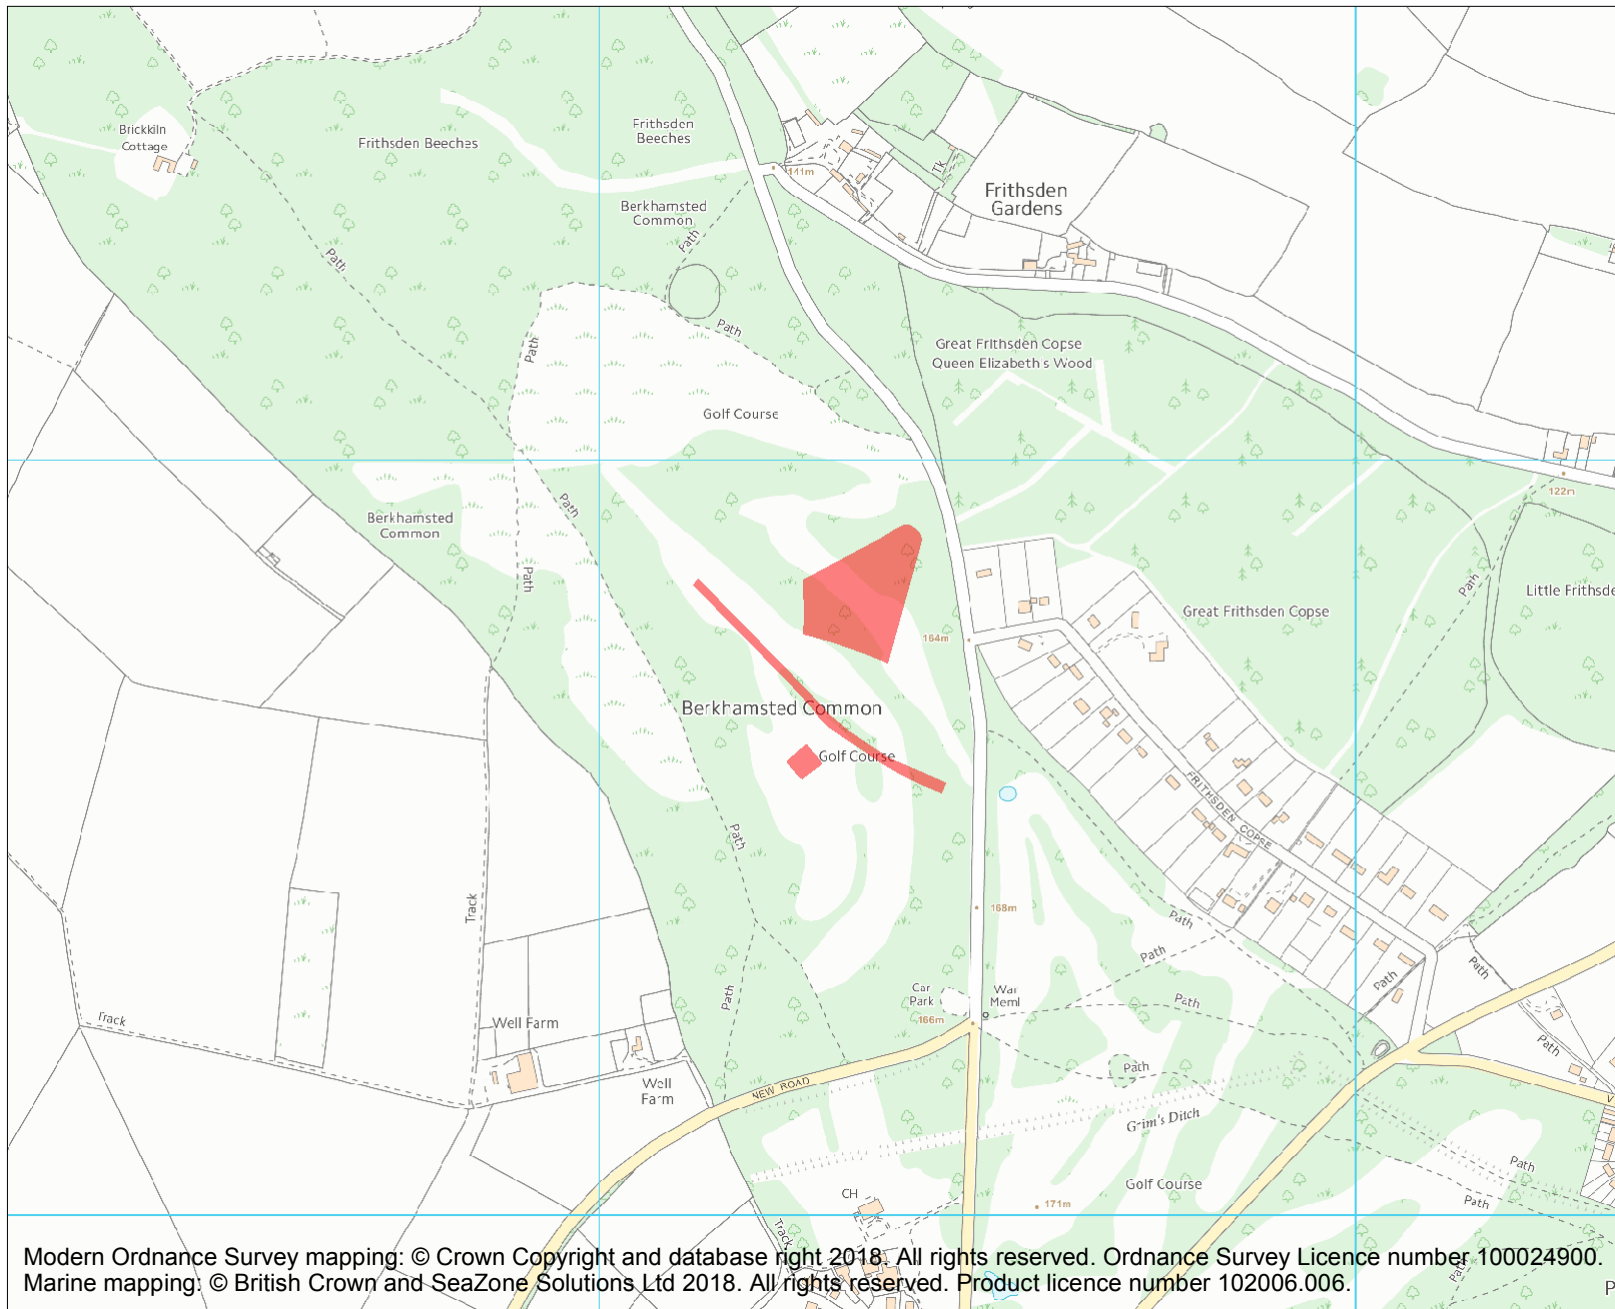 Brickkiln
Cottage
Frithsden Beeches
Frithsden
Beeches
141m
Tk
Frithsden
Gardens
Berkhamsted
Common
Path
Path
Path
Path
Great Frithsden Copse
Queen Elizabeth's Wood
Golf Course
122m
Path
Berkhamsted
Common
Path
Path
Little Frithsde
Great Frithsden Copse
164m
Berkhamsted Common
Golf Course
FRITHSDEN COPSE
Path
Track
168m
Path
Path
Path
Path
Path
Car
Park
War
Meml
Path
166m
Track
Well Farm
Path
Path
Well
Farm
NEW ROAD
Grim's Ditch
Path
CH
Golf Course
Path
171m
Track
Path
Modern Ordnance Survey mapping: © Crown Copyright and database right 2018. All rights reserved. Ordnance Survey Licence number 100024900.
Marine mapping: © British Crown and SeaZone Solutions Ltd 2018. All rights reserved. Product licence number 102006.006.